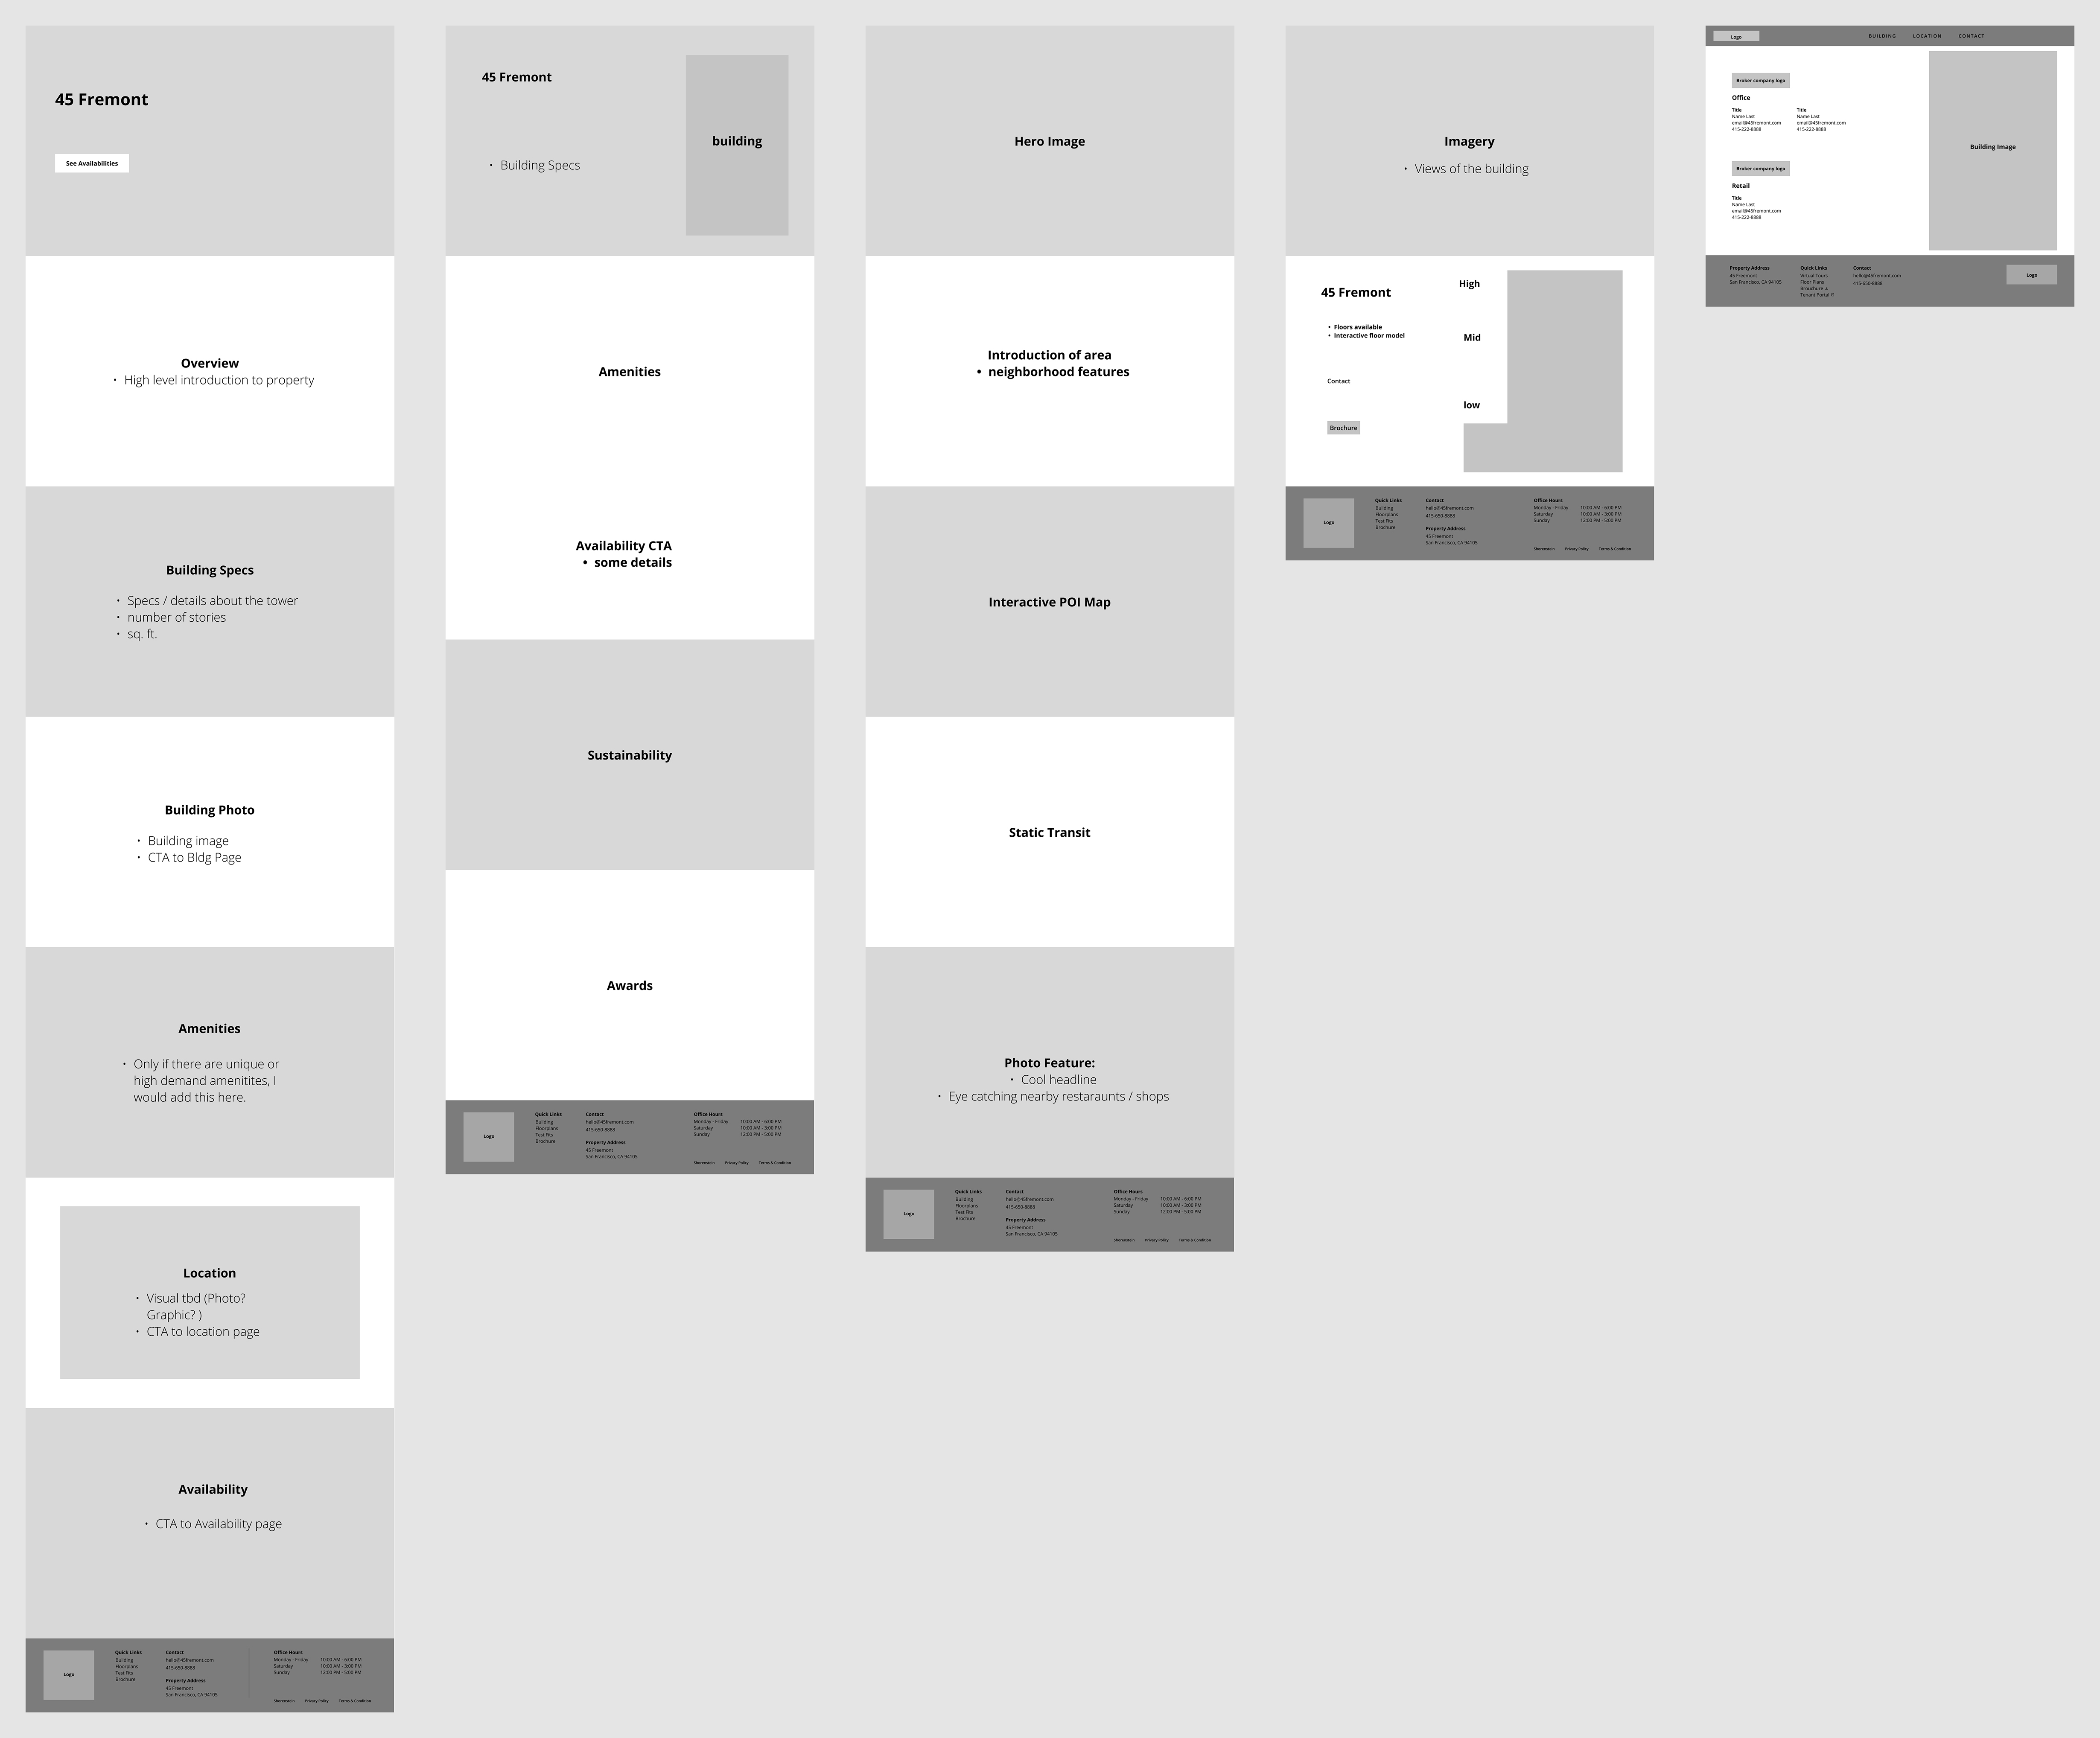 45 Fremont
See Availabilities
Overview
• High level introduction to property
Building Specs
• Specs / details about the tower
• number of stories
• sq. ft.
Building Photo
• Building image
• CTA to Bldg Page
Amenities
• Only if there are unique or
high demand amenitites, I
would add this here.
Location
• Visual tbd (Photo?
Graphic? )
• CTA to location page
Availability
• CTA to Availability page
Logo
Quick Links
Building
Floorplans
Test Fits
Brochure
Contact
hello@45fremont.com
415-650-8888
Property Address
45 Freemont
San Francisco, CA 94105
Office Hours
Monday - Friday 10:00 AM - 6:00 PM
Saturday 10:00 AM - 3:00 PM
Sunday 12:00 PM - 5:00 PM
Shorenstein Privacy Policy Terms & Condition
45 Fremont
• Building Specs
building
Amenities
Availability CTA
• some details
Sustainability
Awards
Logo
Quick Links
Building
Floorplans
Test Fits
Brochure
Contact
hello@45fremont.com
415-650-8888
Property Address
45 Freemont
San Francisco, CA 94105
Office Hours
Monday - Friday 10:00 AM - 6:00 PM
Saturday 10:00 AM - 3:00 PM
Sunday 12:00 PM - 5:00 PM
Shorenstein Privacy Policy Terms & Condition
Hero Image
Introduction of area
• neighborhood features
Interactive POI Map
Static Transit
Photo Feature:
• Cool headline
• Eye catching nearby restaraunts / shops
Logo
Quick Links
Building
Floorplans
Test Fits
Brochure
Contact
hello@45fremont.com
415-650-8888
Property Address
45 Freemont
San Francisco, CA 94105
Office Hours
Monday - Friday 10:00 AM - 6:00 PM
Saturday 10:00 AM - 3:00 PM
Sunday 12:00 PM - 5:00 PM
Shorenstein Privacy Policy Terms & Condition
Imagery
• Views of the building
45 Fremont
• Floors available
• Interactive floor model
Contact
Brochure
High
Mid
low
Logo
Quick Links
Building
Floorplans
Test Fits
Brochure
Contact
hello@45fremont.com
415-650-8888
Property Address
45 Freemont
San Francisco, CA 94105
Office Hours
Monday - Friday 10:00 AM - 6:00 PM
Saturday 10:00 AM - 3:00 PM
Sunday 12:00 PM - 5:00 PM
Shorenstein Privacy Policy Terms & Condition
Logo
BUILDING LOCATION CONTACT
Broker company logo
Office
Title
Name Last
email@45fremont.com
415-222-8888
Title
Name Last
email@45fremont.com
415-222-8888
Broker company logo
Retail
Title
Name Last
email@45fremont.com
415-222-8888
Building Image
Property Address
45 Freemont
San Francisco, CA 94105
Quick Links
Virtual Tours
Floor Plans
Brouchure
Tenant Portal
Contact
hello@45fremont.com
415-650-8888
Logo